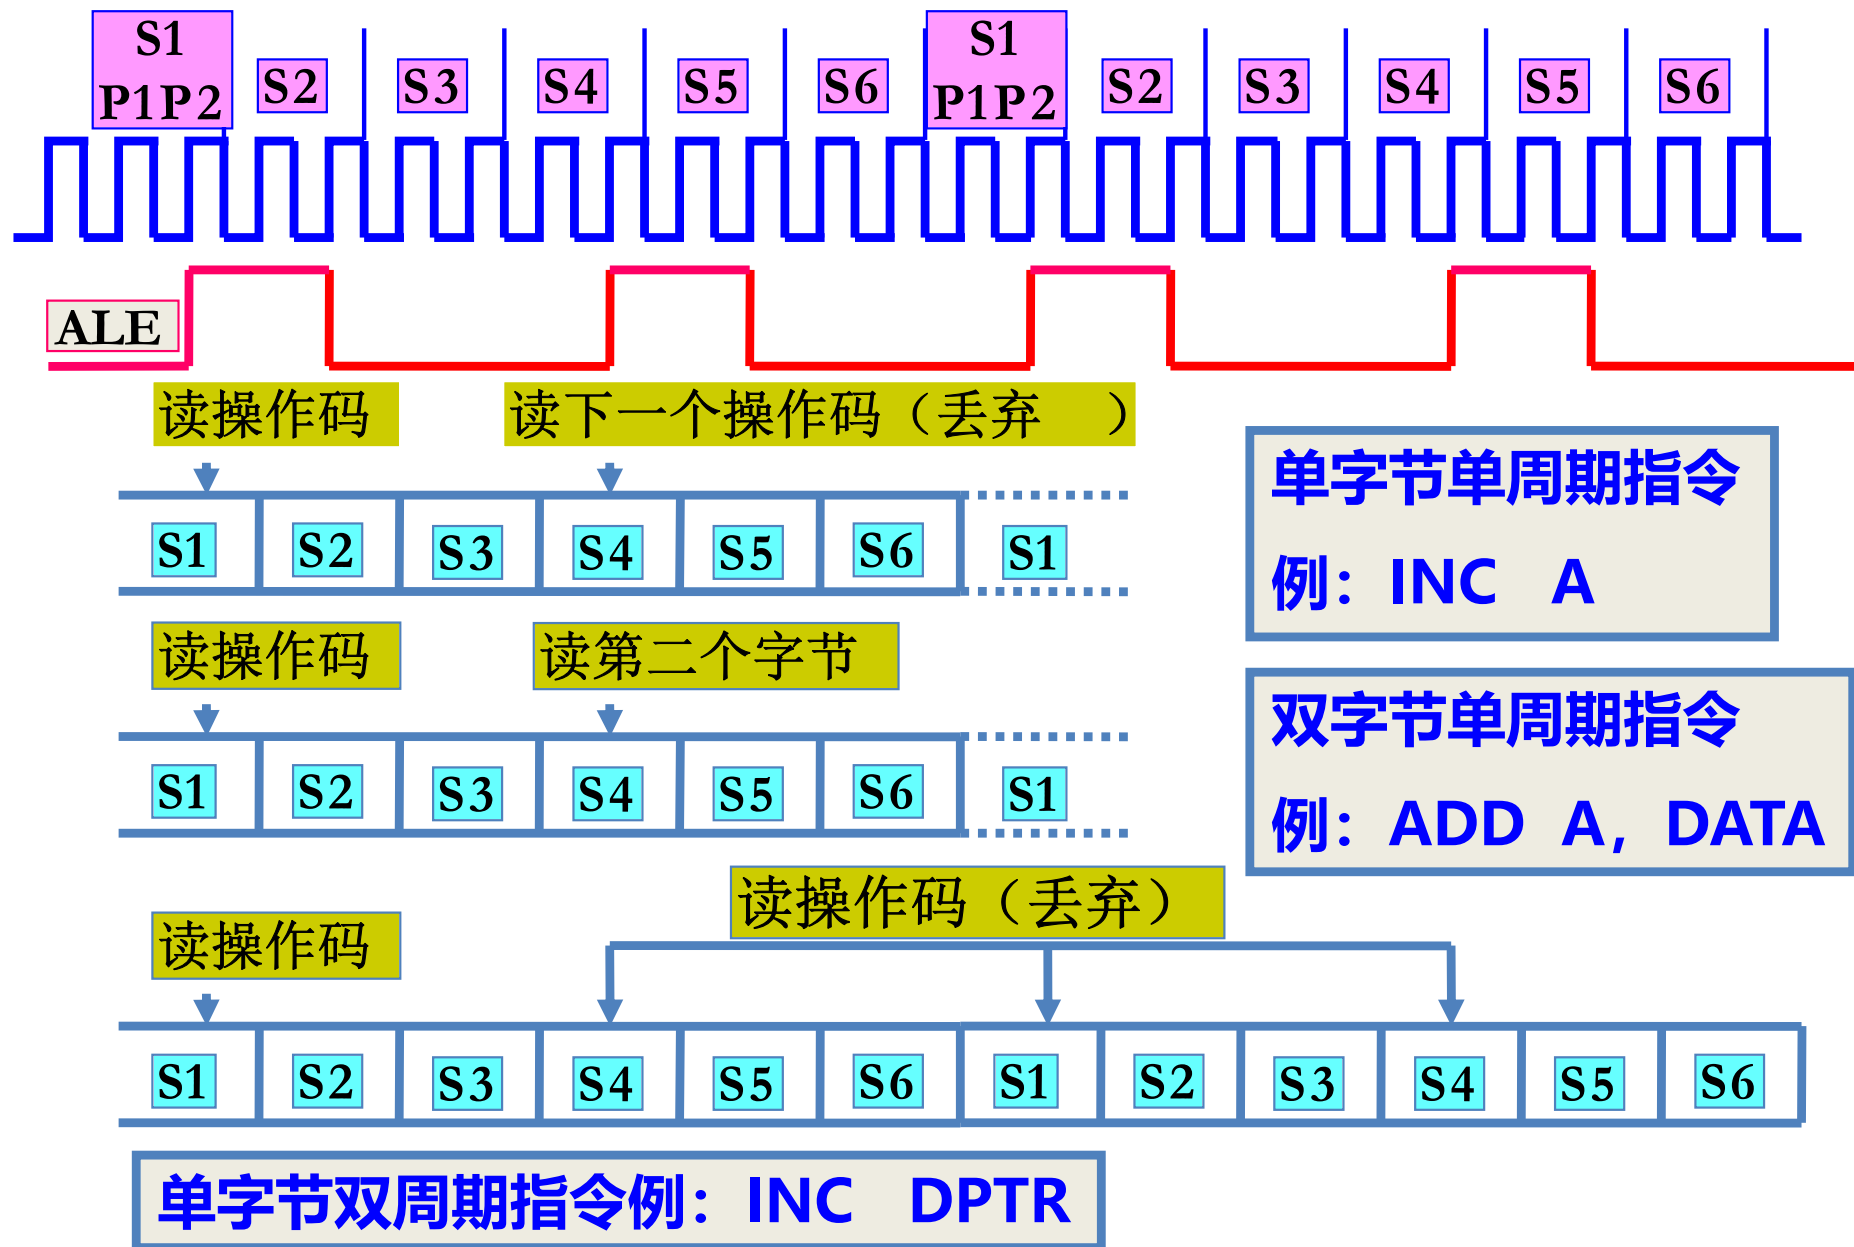 S1
P1P2
S2 S3 S4 S5 S6
S1
P1P2
S2 S3 S4 S5 S6
ALE
读操作码 读下一个操作码（丢弃 ）
S1 S2 S3 S4 S5 S6 S1
单字节单周期指令
例：INC A
读操作码 读第二个字节
S1 S2 S3 S4 S5 S6 S1
双字节单周期指令
例：ADD A，DATA
读操作码（丢弃）
读操作码
S1 S2 S3 S4 S5 S6 S1 S2 S3 S4 S5 S6
单字节双周期指令例：INC DPTR